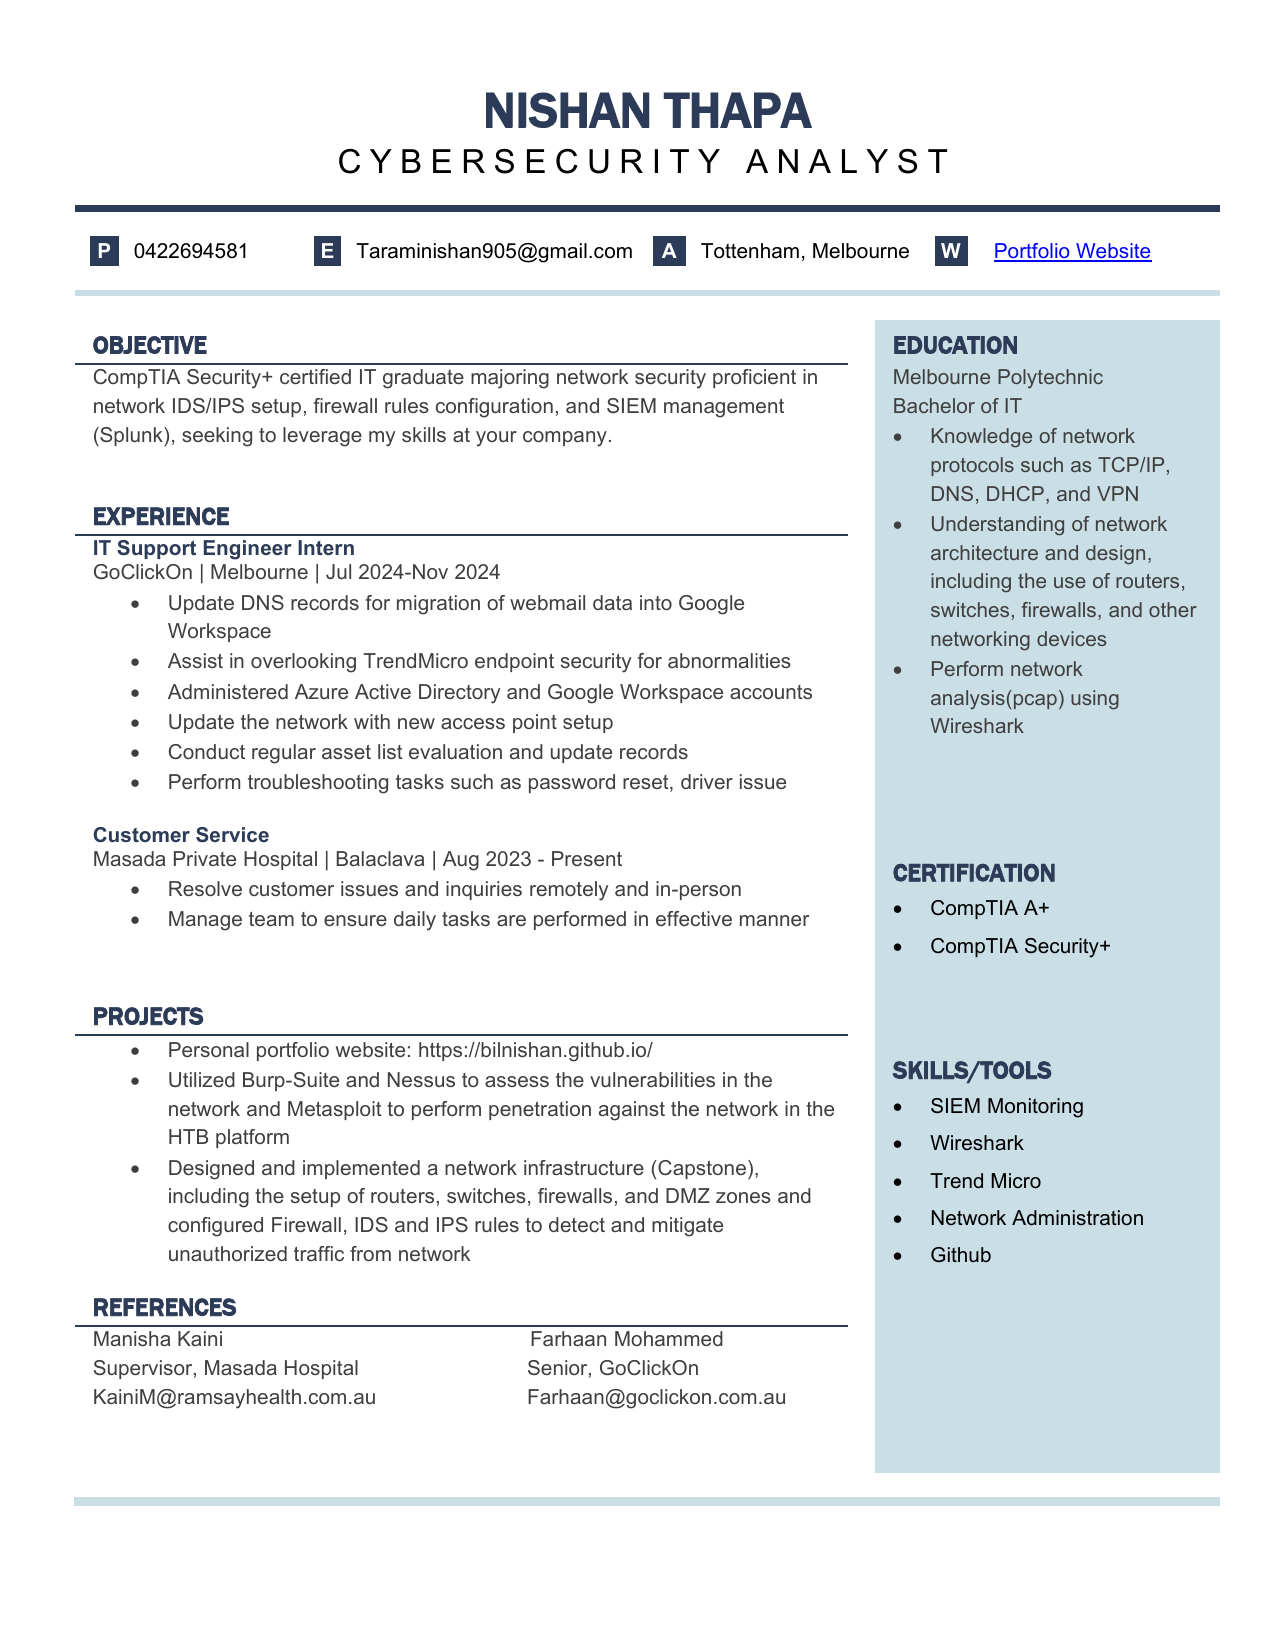 NISHAN THAPA
CYBERSECURITY ANALYST
P 0422694581 E Taraminishan905@gmail.com A Tottenham, Melbourne W Portfolio Website
OBJECTIVE
CompTIA Security+ certified IT graduate majoring network security proficient in
network IDS/IPS setup, firewall rules configuration, and SIEM management
(Splunk), seeking to leverage my skills at your company.
EXPERIENCE
IT Support Engineer Intern
GoClickOn | Melbourne | Jul 2024-Nov 2024
• Update DNS records for migration of webmail data into Google
Workspace
• Assist in overlooking TrendMicro endpoint security for abnormalities
• Administered Azure Active Directory and Google Workspace accounts
• Update the network with new access point setup
• Conduct regular asset list evaluation and update records
• Perform troubleshooting tasks such as password reset, driver issue
Customer Service
Masada Private Hospital | Balaclava | Aug 2023 - Present
• Resolve customer issues and inquiries remotely and in-person
• Manage team to ensure daily tasks are performed in effective manner
PROJECTS
• Personal portfolio website: https://bilnishan.github.io/
• Utilized Burp-Suite and Nessus to assess the vulnerabilities in the
network and Metasploit to perform penetration against the network in the
HTB platform
• Designed and implemented a network infrastructure (Capstone),
including the setup of routers, switches, firewalls, and DMZ zones and
configured Firewall, IDS and IPS rules to detect and mitigate
unauthorized traffic from network
REFERENCES
Manisha Kaini Farhaan Mohammed
Supervisor, Masada Hospital Senior, GoClickOn
KainiM@ramsayhealth.com.au Farhaan@goclickon.com.au
EDUCATION
Melbourne Polytechnic
Bachelor of IT
• Knowledge of network
protocols such as TCP/IP,
DNS, DHCP, and VPN
• Understanding of network
architecture and design,
including the use of routers,
switches, firewalls, and other
networking devices
• Perform network
analysis(pcap) using
Wireshark
CERTIFICATION
• CompTIA A+
• CompTIA Security+
SKILLS/TOOLS
• SIEM Monitoring
• Wireshark
• Trend Micro
• Network Administration
• Github